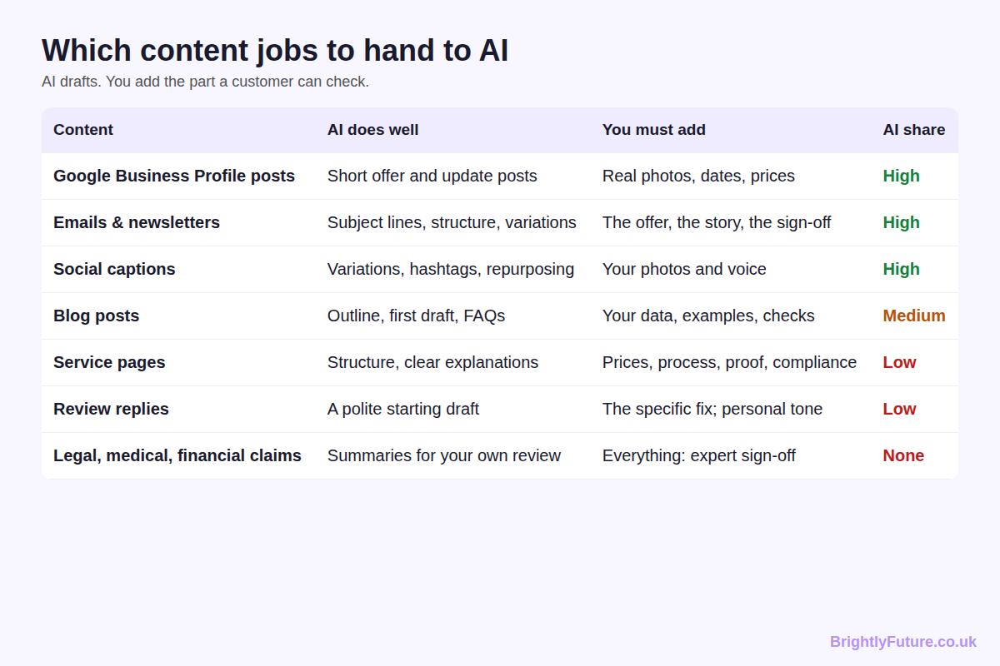 Which content jobs to hand to AI
AI drafts. You add the part a customer can check.
Content AI does well You must add AI share
Google Business Profile posts Short offer and update posts Real photos, dates, prices High
Emails & newsletters Subject lines, structure, variations The offer, the story, the sign-off High
Social captions Variations, hashtags, repurposing Your photos and voice High
Blog posts Outline, first draft, FAQs Your data, examples, checks Medium
Service pages Structure, clear explanations Prices, process, proof, compliance Low
Review replies A polite starting draft The specific fix; personal tone Low
Legal, medical, financial claims Summaries for your own review Everything: expert sign-off None
BrightlyFuture.co.uk